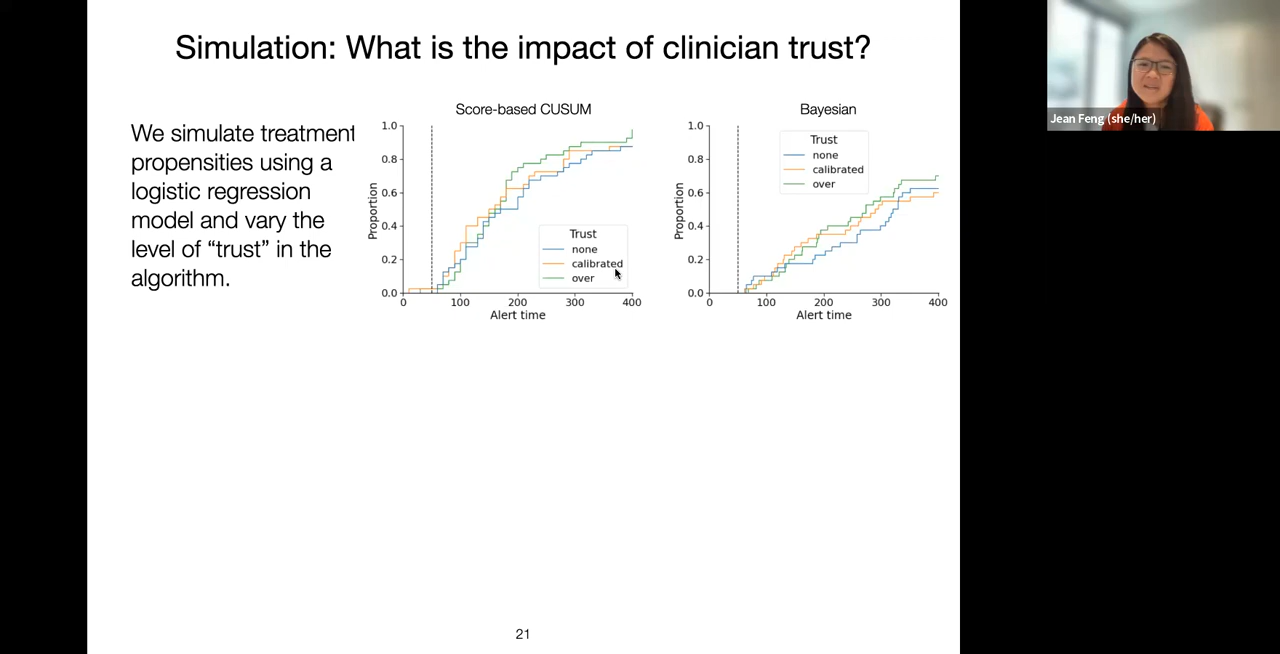 Simulation: What is the impact of clinician trust?
We simulate treatment
propensities using a
logistic regression
model and vary the
level of “trust” in the
algorithm.
Score-based CUSUM
1.0
0.8
0.6
0.4
0.2
0.0
Proportion
0 100 200 300 400
Alert time
Trust
none
calibrated
over
Bayesian
1.0
0.8
0.6
0.4
0.2
0.0
Proportion
0 100 200 300 400
Alert time
Trust
none
calibrated
over
21
Jean Feng (she/her)